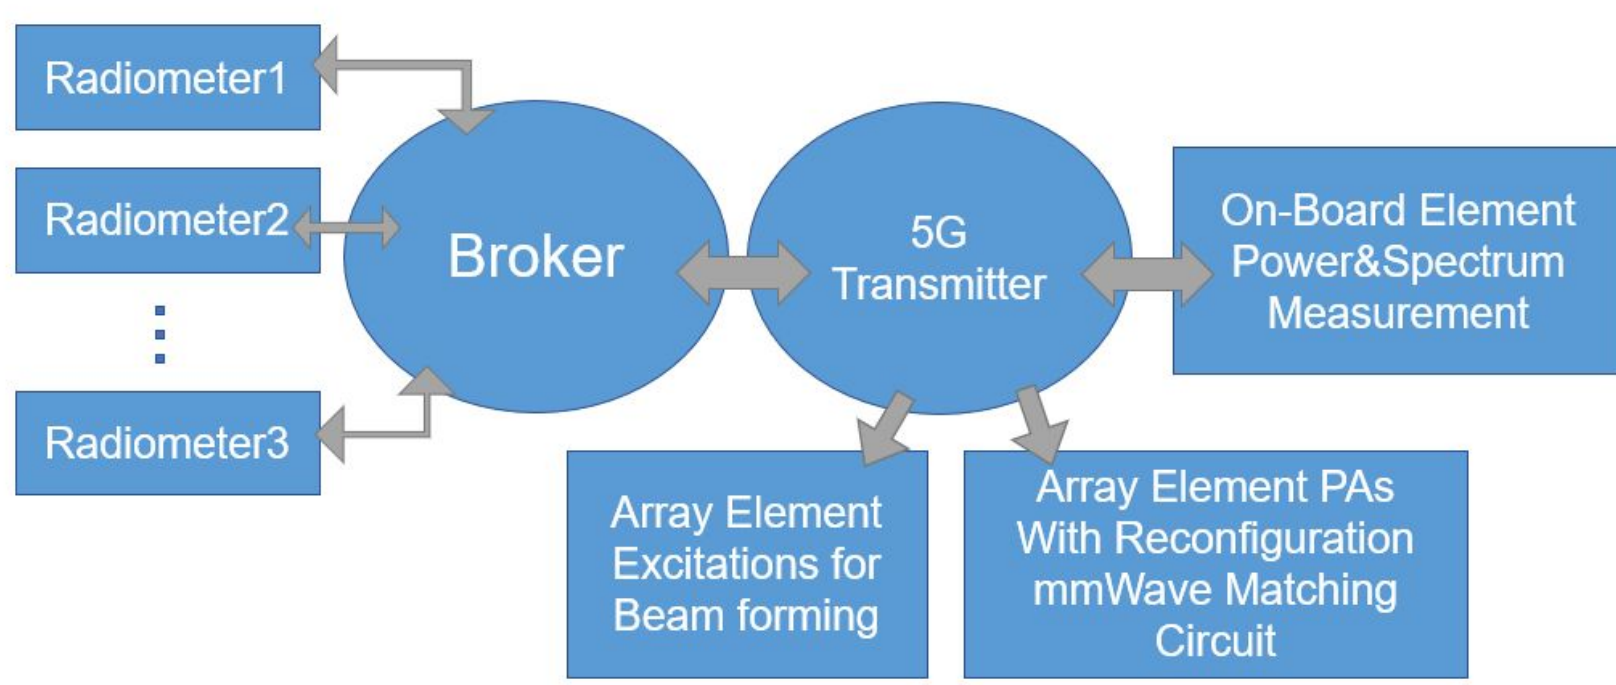 Radiometer1
Radiometer2
Radiometer3
Broker
5G
Transmitter
On-Board Element
Power&Spectrum
Measurement
Array Element
Excitations for
Beam forming
Array Element PAs
With Reconfiguration
mmWave Matching
Circuit